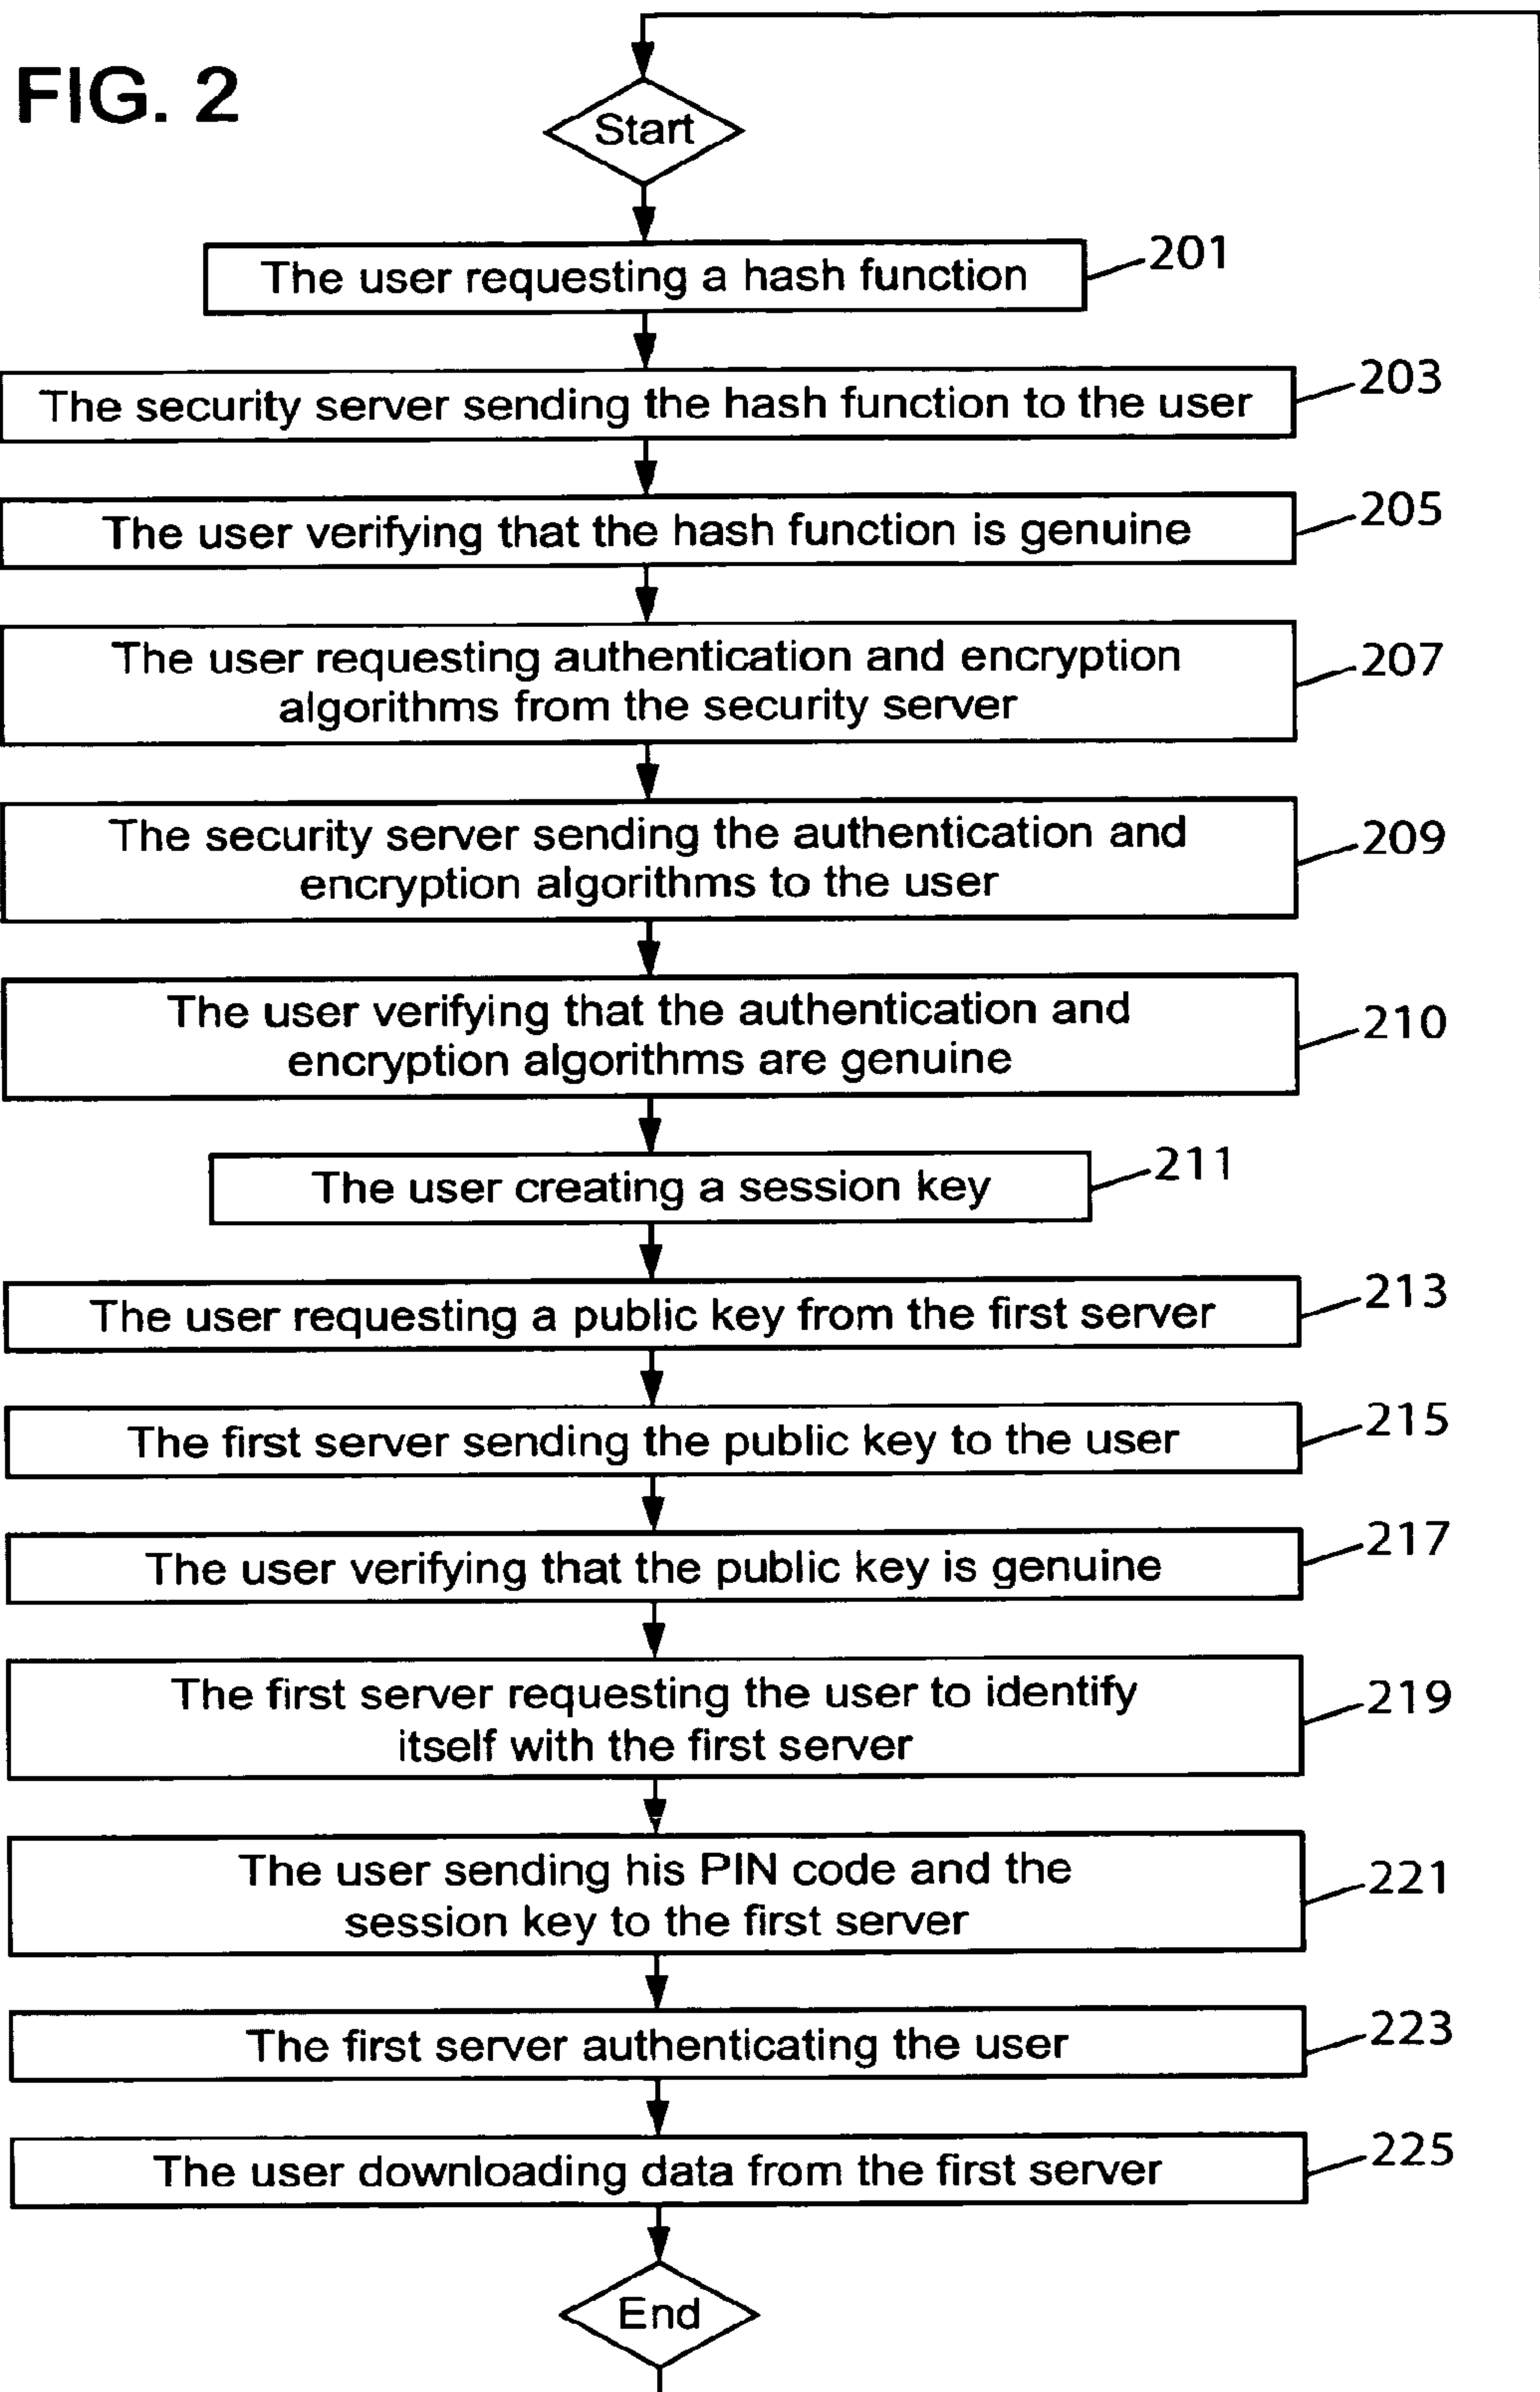 FIG. 2
Start
The user requesting a hash function
201
The security server sending the hash function to the user
203
The user verifying that the hash function is genuine
205
The user requesting authentication and encryption
algorithms from the security server
207
The security server sending the authentication and
encryption algorithms to the user
209
The user verifying that the authentication and
encryption algorithms are genuine
210
The user creating a session key
211
The user requesting a public key from the first server
213
The first server sending the public key to the user
215
The user verifying that the public key is genuine
217
The first server requesting the user to identify
itself with the first server
219
The user sending his PIN code and the
session key to the first server
221
The first server authenticating the user
223
The user downloading data from the first server
225
End